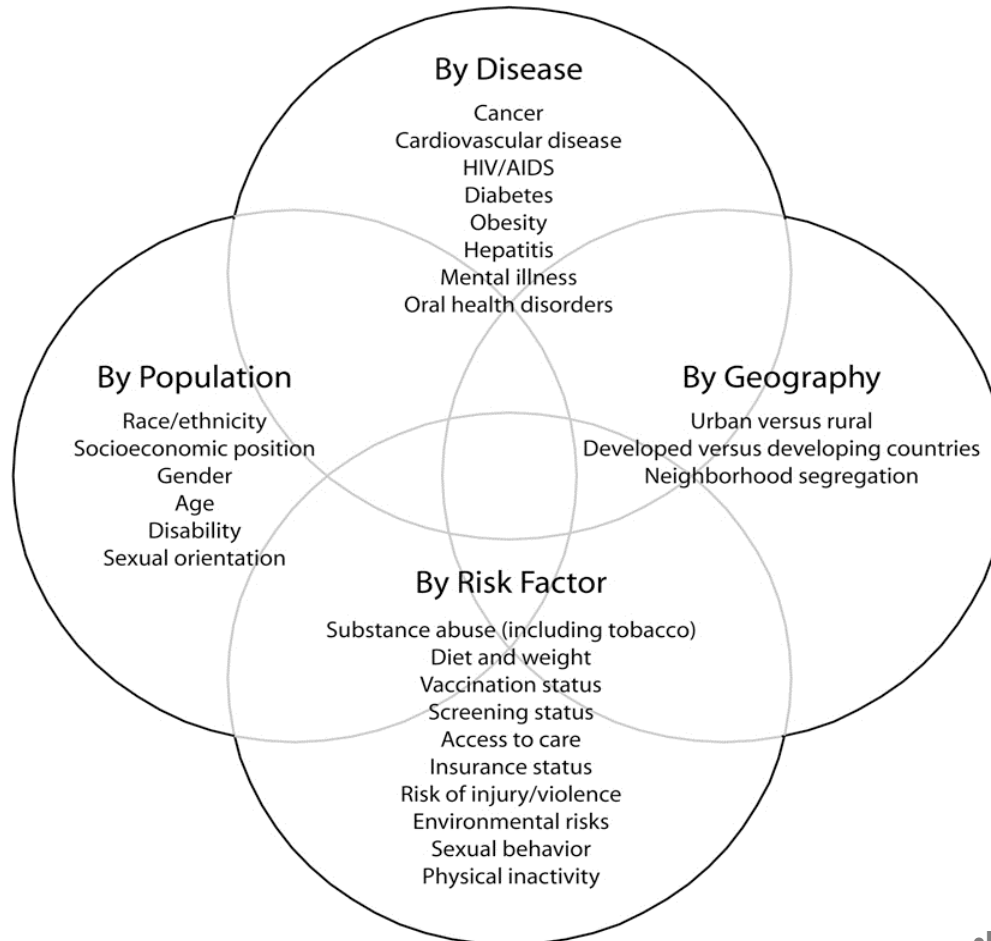 By Disease
Cancer
Cardiovascular disease
HIV/AIDS
Diabetes
Obesity
Hepatitis
Mental illness
Oral health disorders
By Population
Race/ethnicity
Socioeconomic position
Gender
Age
Disability
Sexual orientation
By Geography
Urban versus rural
Developed versus developing countries
Neighborhood segregation
By Risk Factor
Substance abuse (including tobacco)
Diet and weight
Vaccination status
Screening status
Access to care
Insurance status
Risk of injury/violence
Environmental risks
Sexual behavior
Physical inactivity